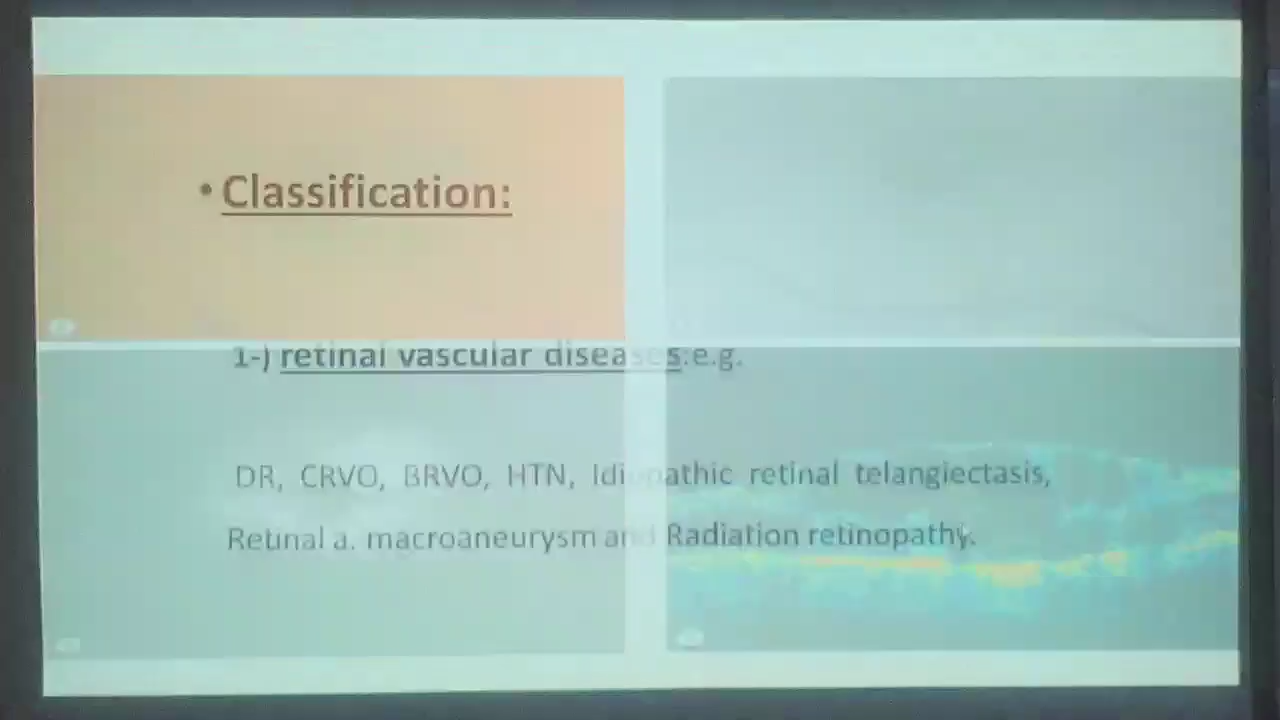 • Classification:
1-) retinal vascular diseases:e.g.
DR, CRVO, BRVO, HTN, Idiopathic retinal telangiectasis,
Retinal a. macroaneurysm and Radiation retinopathy.